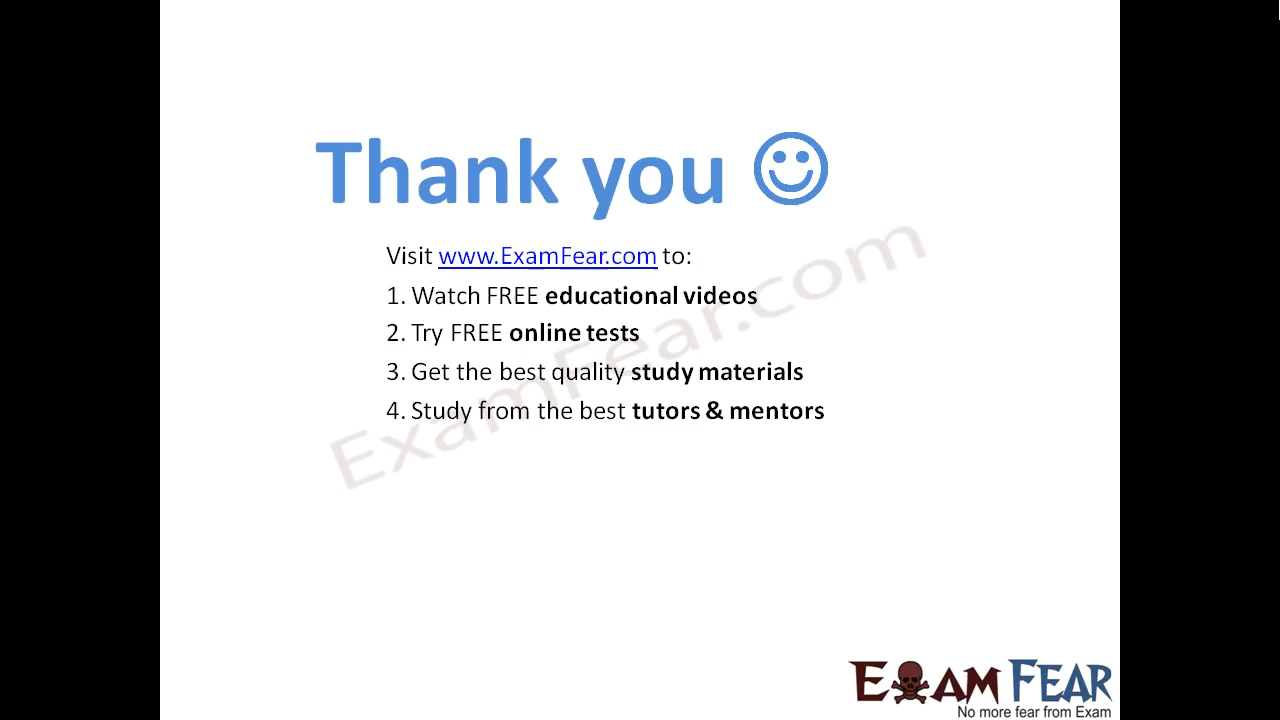 Thank you
Visit www.ExamFear.com to:
1. Watch FREE educational videos
2. Try FREE online tests
3. Get the best quality study materials
4. Study from the best tutors & mentors
ExamFear.com
EXAM FEAR
No more fear from Exam